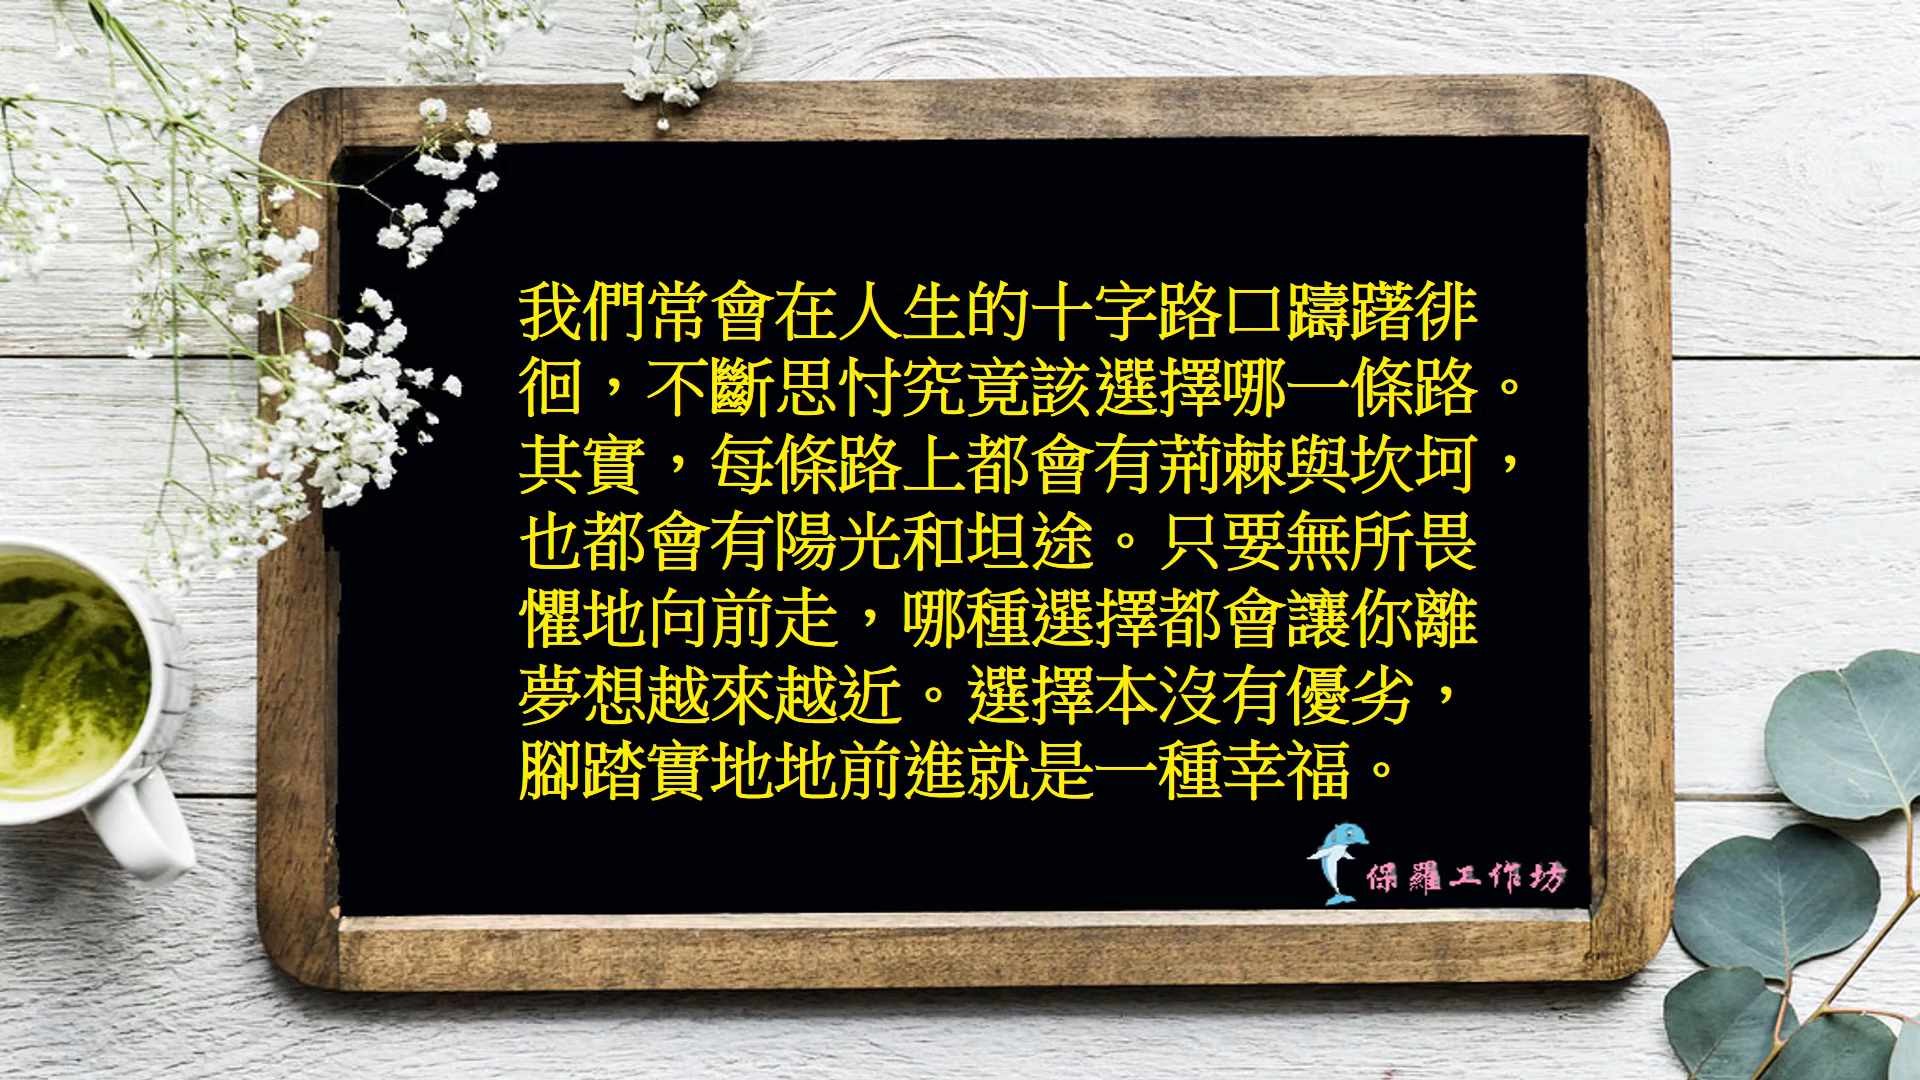 我們常會在人生的十字路口躊躇徘
徊，不斷思忖究竟該選擇哪一條路。
其實，每條路上都會有荊棘與坎坷，
也都會有陽光和坦途。只要無所畏
懼地向前走，哪種選擇都會讓你離
夢想越來越近。選擇本沒有優劣，
腳踏實地地前進就是一種幸福。
保羅工作坊